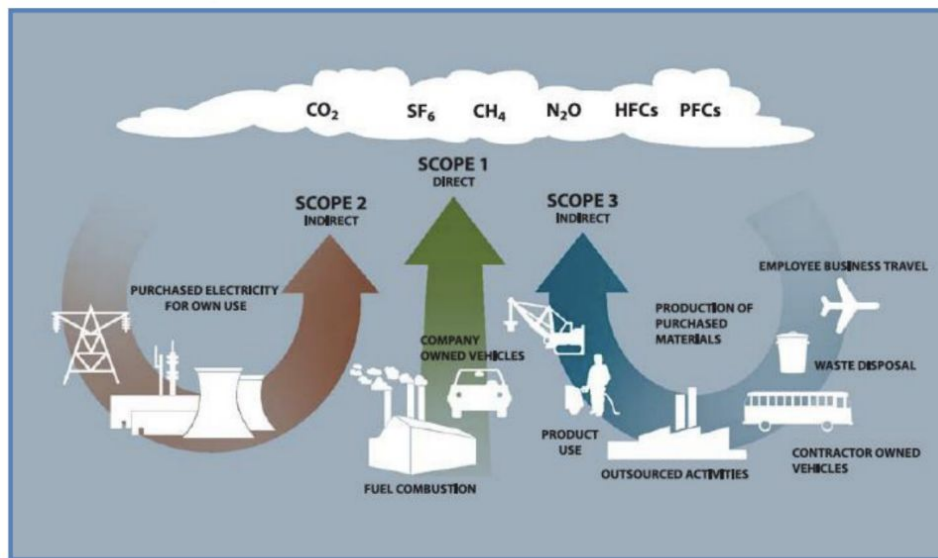 CO₂ SF₆ CH₄ N₂O HFCs PFCs
SCOPE 1
DIRECT
SCOPE 2
INDIRECT
SCOPE 3
INDIRECT
PURCHASED ELECTRICITY
FOR OWN USE
COMPANY
OWNED VEHICLES
FUEL COMBUSTION
PRODUCT
USE
PRODUCTION OF
PURCHASED
MATERIALS
OUTSOURCED ACTIVITIES
EMPLOYEE BUSINESS TRAVEL
WASTE DISPOSAL
CONTRACTOR OWNED
VEHICLES